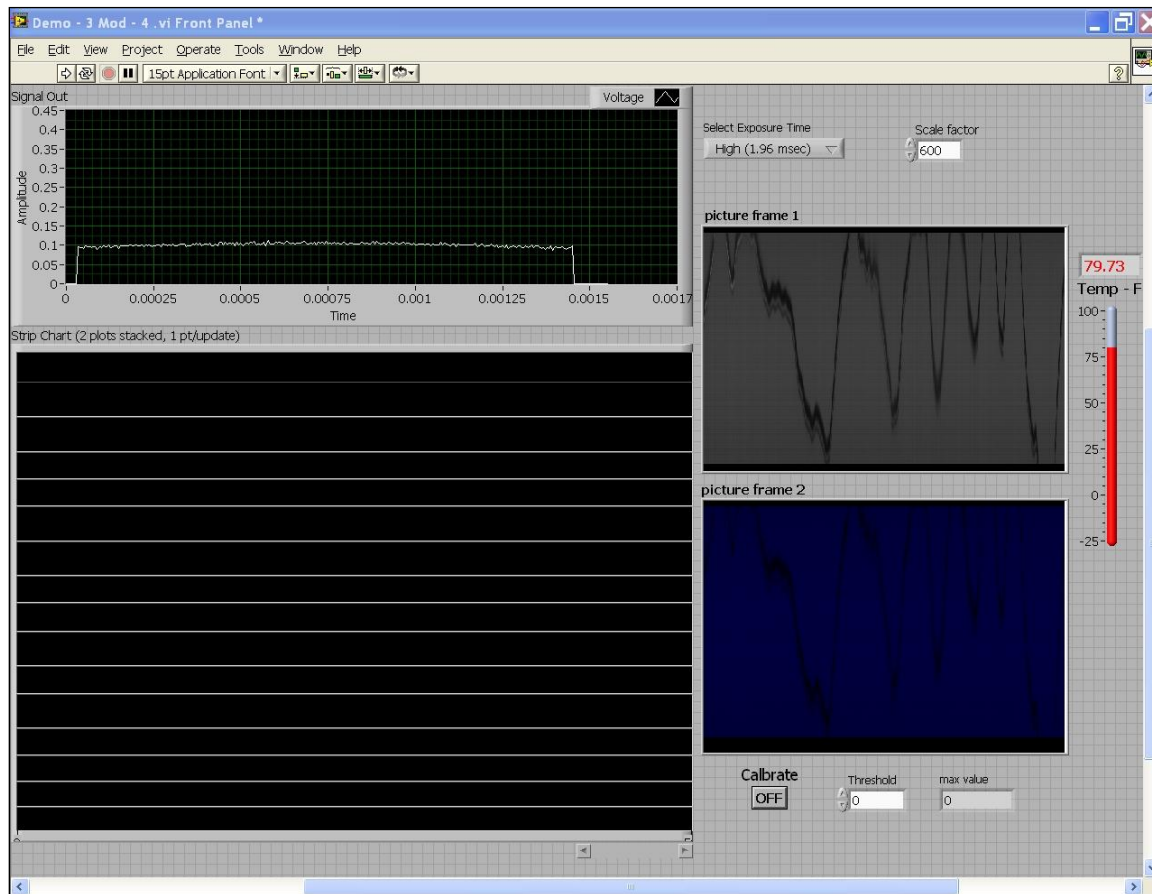 Demo - 3 Mod - 4 .vi Front Panel *
File Edit View Project Operate Tools Window Help
15pt Application Font
?
Signal Out
Voltage
0.45
0.4
0.35
0.3
0.25
0.2
0.15
0.1
0.05
0
Amplitude
0 0.00025 0.0005 0.00075 0.001 0.00125 0.0015 0.0017
Time
Strip Chart (2 plots stacked, 1 pt/update)
Select Exposure Time
High (1.96 msec)
Scale factor
600
picture frame 1
79.73
Temp - F
100
75
50
25
0
-25
picture frame 2
Calbrate
OFF
Threshold
0
max value
0